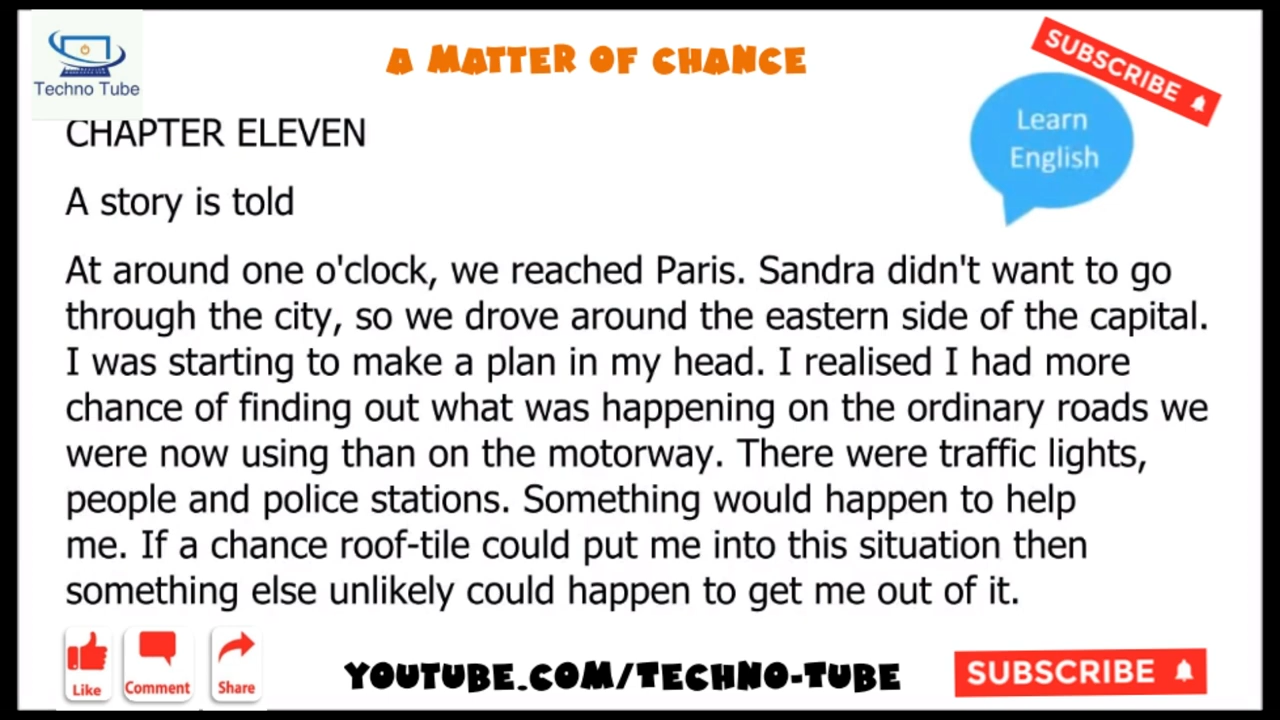 A MATTER OF CHANCE
SUBSCRIBE
Techno Tube
Learn
English
CHAPTER ELEVEN
A story is told
At around one o'clock, we reached Paris. Sandra didn't want to go
through the city, so we drove around the eastern side of the capital.
I was starting to make a plan in my head. I realised I had more
chance of finding out what was happening on the ordinary roads we
were now using than on the motorway. There were traffic lights,
people and police stations. Something would happen to help
me. If a chance roof-tile could put me into this situation then
something else unlikely could happen to get me out of it.
Like
Comment
Share
YOUTUBE.COM/TECHNO-TUBE
SUBSCRIBE